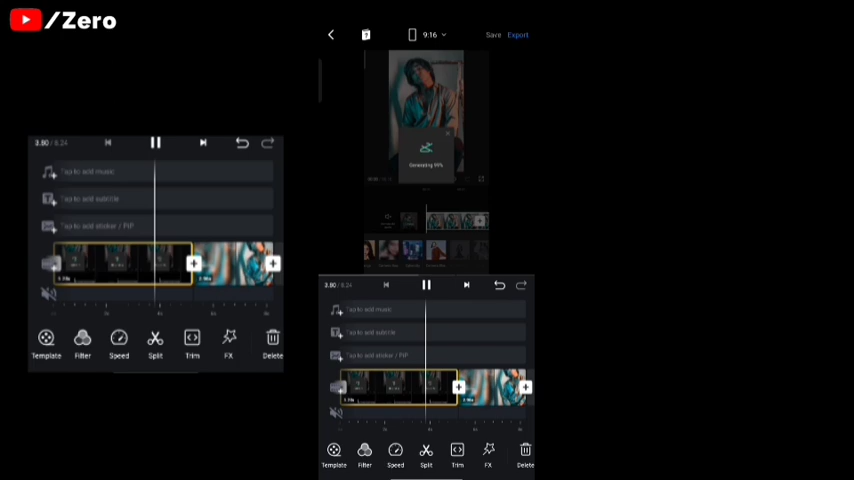 /Zero
9:16
Save
Export
Generating 99%
3.80 / 8.24
Tap to add music
Tap to add subtitle
Tap to add sticker / PIP
Template
Filter
Speed
Split
Trim
FX
Delete
3.80 / 8.24
Tap to add music
Tap to add subtitle
Tap to add sticker / PIP
Template
Filter
Speed
Split
Trim
FX
Delete